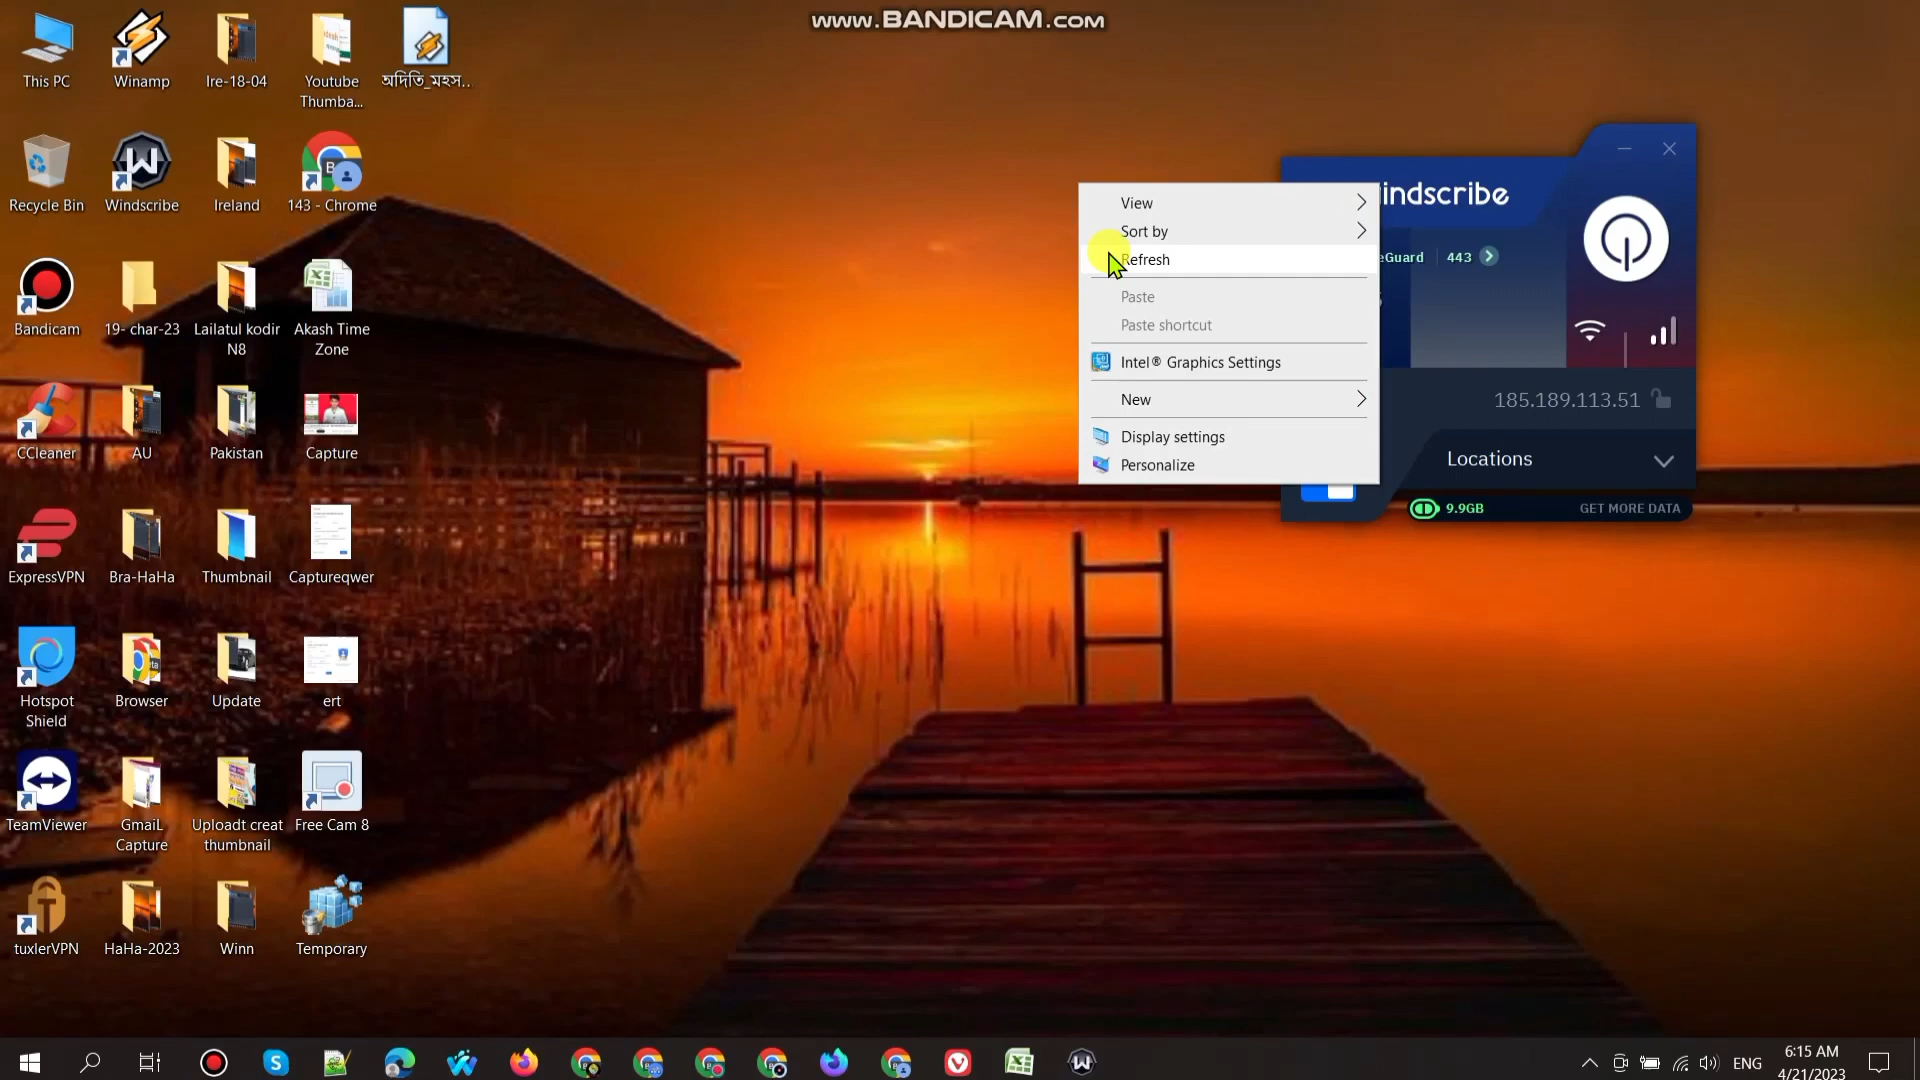 www.BANDICAM.com
This PC
Winamp
Ire-18-04
Youtube
Thumba...
অদিতি_মহস...
Recycle Bin
Windscribe
Ireland
143 - Chrome
Bandicam
19- char-23
Lailatul kodir
N8
Akash Time
Zone
CCleaner
AU
Pakistan
Capture
ExpressVPN
Bra-HaHa
Thumbnail
Captureqwer
Hotspot
Shield
Browser
Update
ert
TeamViewer
GmaiL
Capture
Uploadt creat
thumbnail
Free Cam 8
tuxlerVPN
HaHa-2023
Winn
Temporary
View
Sort by
Refresh
Paste
Paste shortcut
Intel® Graphics Settings
New
Display settings
Personalize
indscribe
eGuard
443
185.189.113.51
Locations
9.9GB
GET MORE DATA
ENG
6:15 AM
4/21/2023